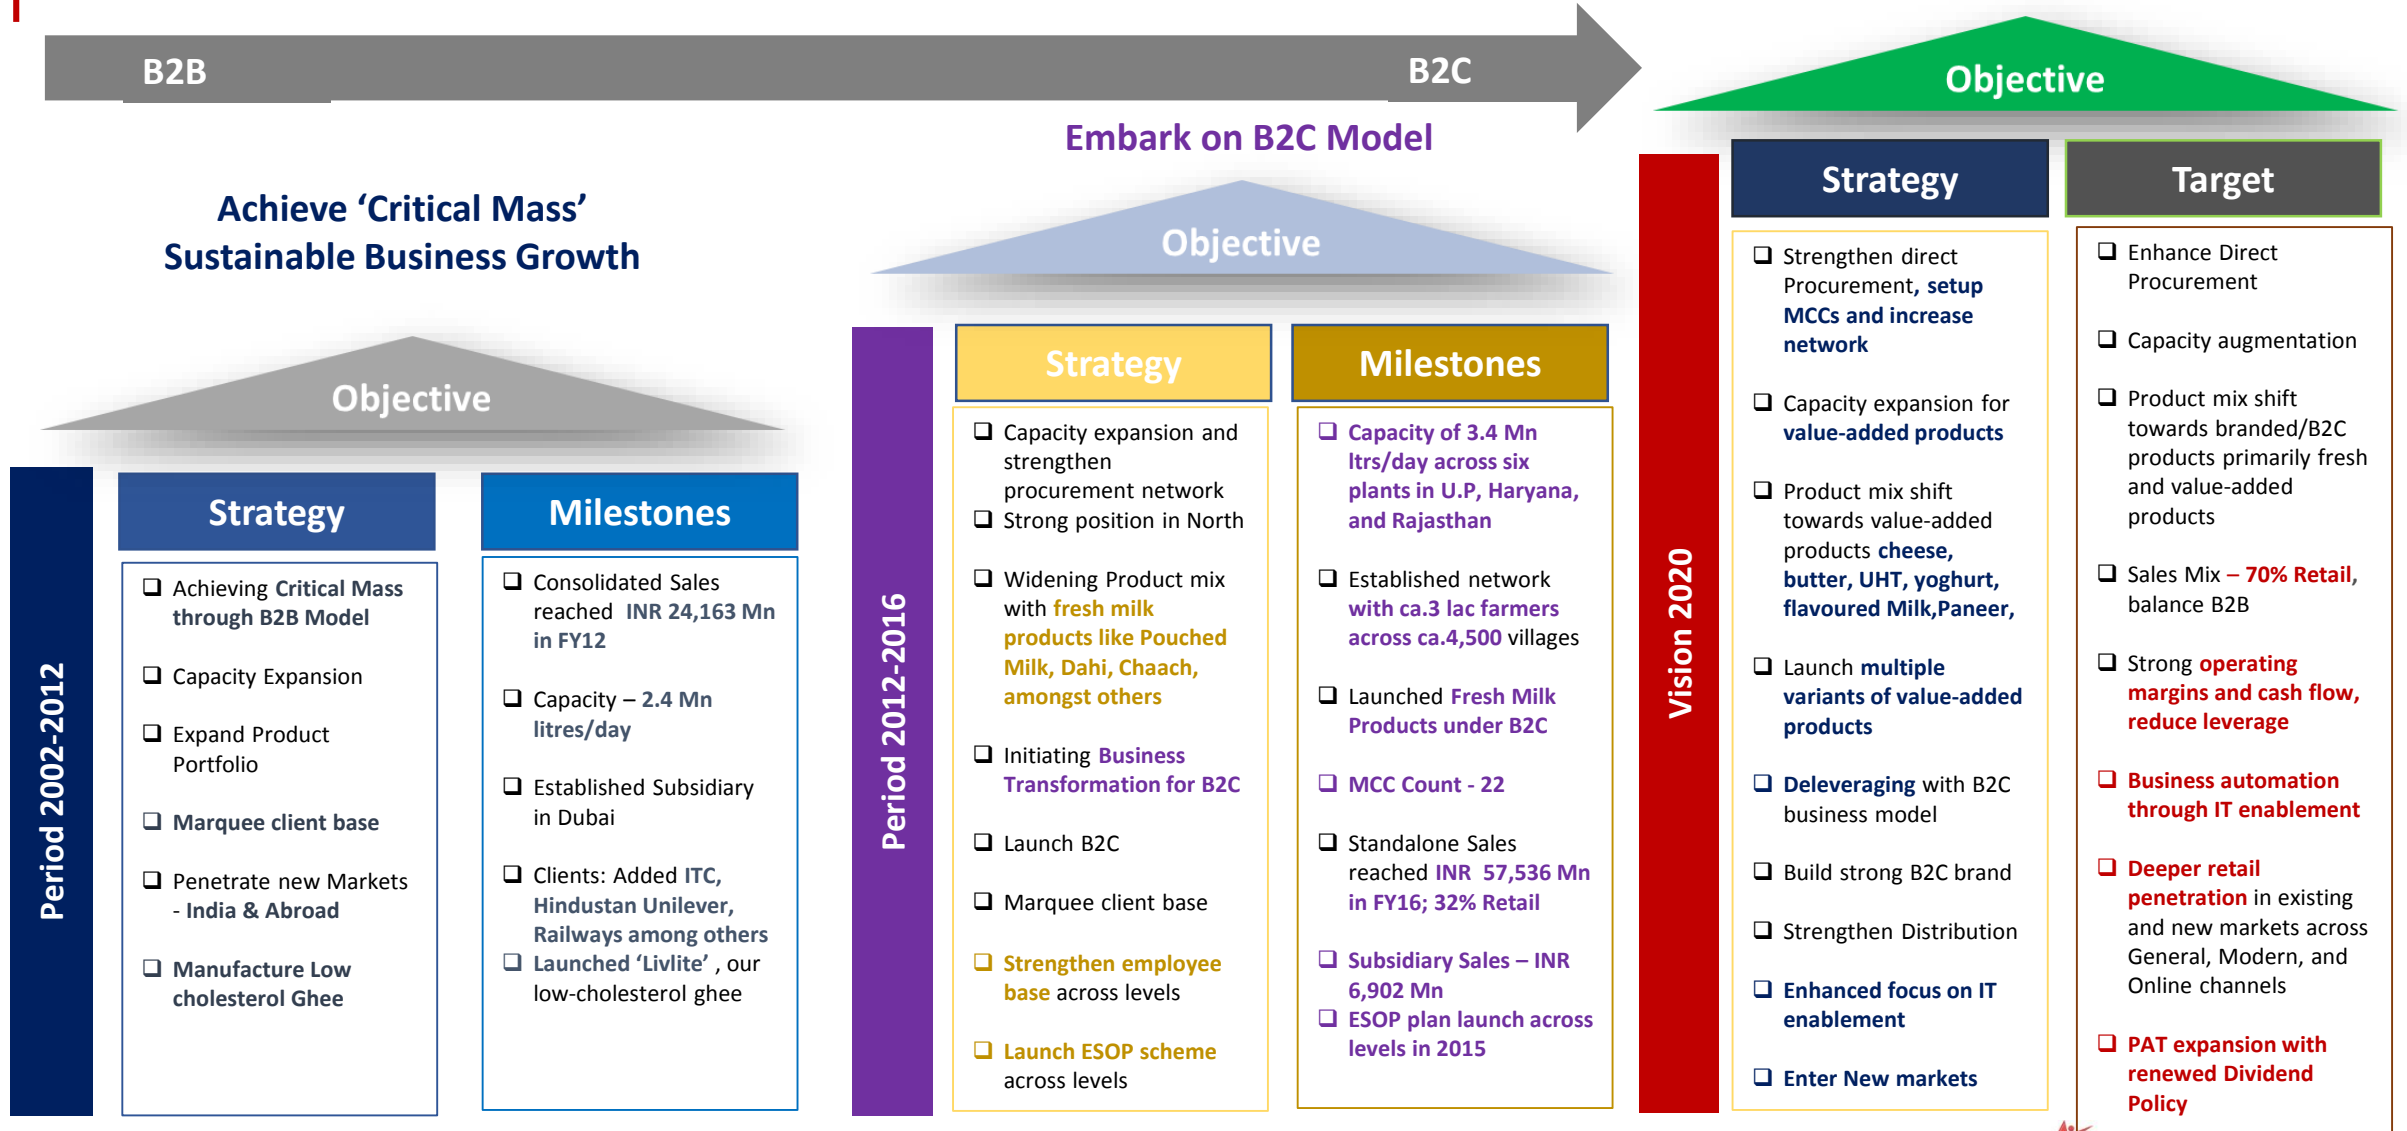 B2B
B2C
Achieve ‘Critical Mass’
Sustainable Business Growth
Objective
Period 2002-2012
Strategy
❑ Achieving Critical Mass
through B2B Model
❑ Capacity Expansion
❑ Expand Product
Portfolio
❑ Marquee client base
❑ Penetrate new Markets
- India & Abroad
❑ Manufacture Low
cholesterol Ghee
Milestones
❑ Consolidated Sales
reached INR 24,163 Mn
in FY12
❑ Capacity – 2.4 Mn
litres/day
❑ Established Subsidiary
in Dubai
❑ Clients: Added ITC,
Hindustan Unilever,
Railways among others
❑ Launched ‘Livlite’ , our
low-cholesterol ghee
Embark on B2C Model
Objective
Period 2012-2016
Strategy
❑ Capacity expansion and
strengthen
procurement network
❑ Strong position in North
❑ Widening Product mix
with fresh milk
products like Pouched
Milk, Dahi, Chaach,
amongst others
❑ Initiating Business
Transformation for B2C
❑ Launch B2C
❑ Marquee client base
❑ Strengthen employee
base across levels
❑ Launch ESOP scheme
across levels
Milestones
❑ Capacity of 3.4 Mn
ltrs/day across six
plants in U.P, Haryana,
and Rajasthan
❑ Established network
with ca.3 lac farmers
across ca.4,500 villages
❑ Launched Fresh Milk
Products under B2C
❑ MCC Count - 22
❑ Standalone Sales
reached INR 57,536 Mn
in FY16; 32% Retail
❑ Subsidiary Sales – INR
6,902 Mn
❑ ESOP plan launch across
levels in 2015
Objective
Vision 2020
Strategy
❑ Strengthen direct
Procurement, setup
MCCs and increase
network
❑ Capacity expansion for
value-added products
❑ Product mix shift
towards value-added
products cheese,
butter, UHT, yoghurt,
flavoured Milk,Paneer,
❑ Launch multiple
variants of value-added
products
❑ Deleveraging with B2C
business model
❑ Build strong B2C brand
❑ Strengthen Distribution
❑ Enhanced focus on IT
enablement
❑ Enter New markets
Target
❑ Enhance Direct
Procurement
❑ Capacity augmentation
❑ Product mix shift
towards branded/B2C
products primarily fresh
and value-added
products
❑ Sales Mix – 70% Retail,
balance B2B
❑ Strong operating
margins and cash flow,
reduce leverage
❑ Business automation
through IT enablement
❑ Deeper retail
penetration in existing
and new markets across
General, Modern, and
Online channels
❑ PAT expansion with
renewed Dividend
Policy